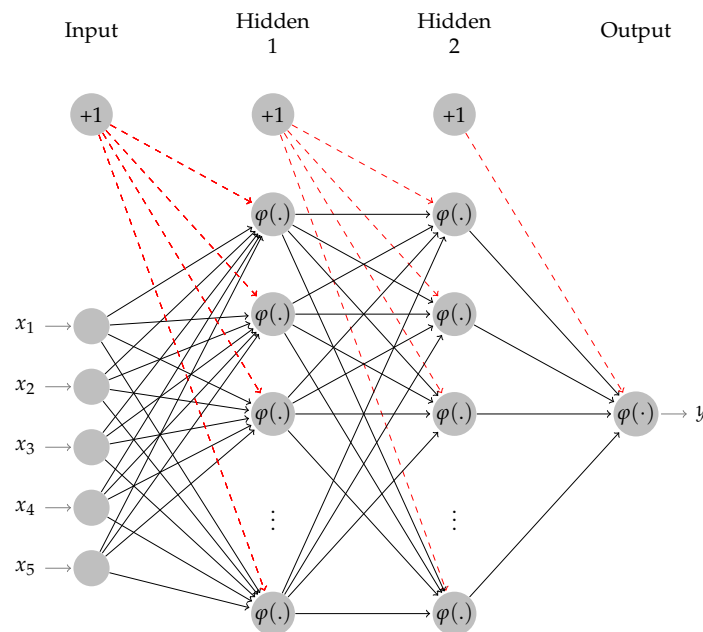 Input
Hidden
1
Hidden
2
Output
+1
+1
+1
φ(.)
φ(.)
φ(.)
φ(.)
x1
x2
φ(.)
φ(.)
φ(.)
φ(·)
y
x3
x4
⋮
⋮
x5
φ(.)
φ(.)